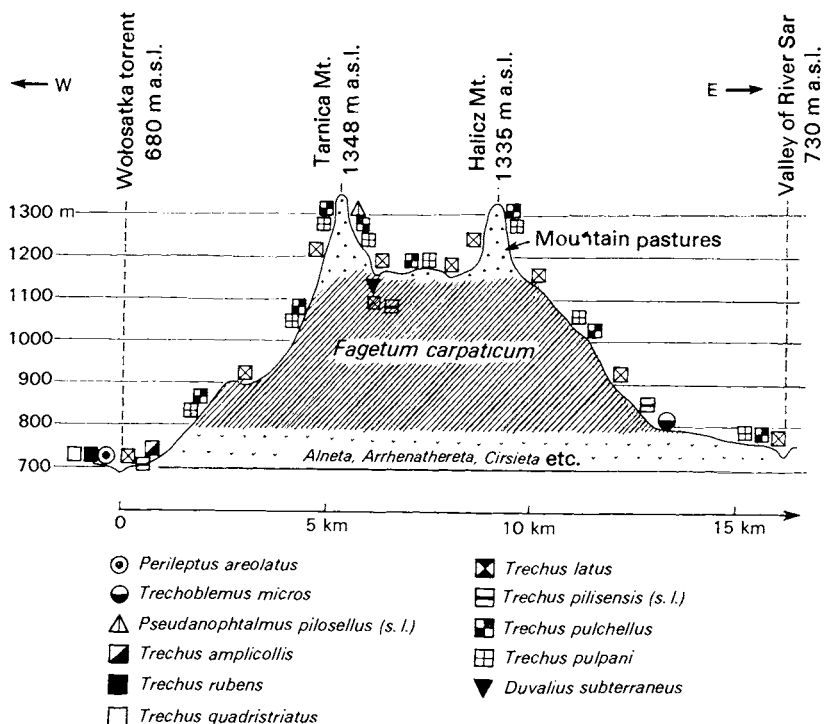 Wołosatka torrent
680 m a.s.l.
Tarnica Mt.
1348 m a.s.l.
Halicz Mt.
1335 m a.s.l.
Valley of River Sar
730 m a.s.l.
W
E
1300 m
1200
1100
1000
900
800
700
Mountain pastures
Fagetum carpaticum
Alneta, Arrhenathereta, Cirsieta etc.
0
5 km
10 km
15 km
Perileptus areolatus
Trechoblemus micros
Pseudanophtalmus pilosellus (s. l.)
Trechus amplicollis
Trechus rubens
Trechus quadristriatus
Trechus latus
Trechus pilisensis (s. l.)
Trechus pulchellus
Trechus pulpani
Duvalius subterraneus